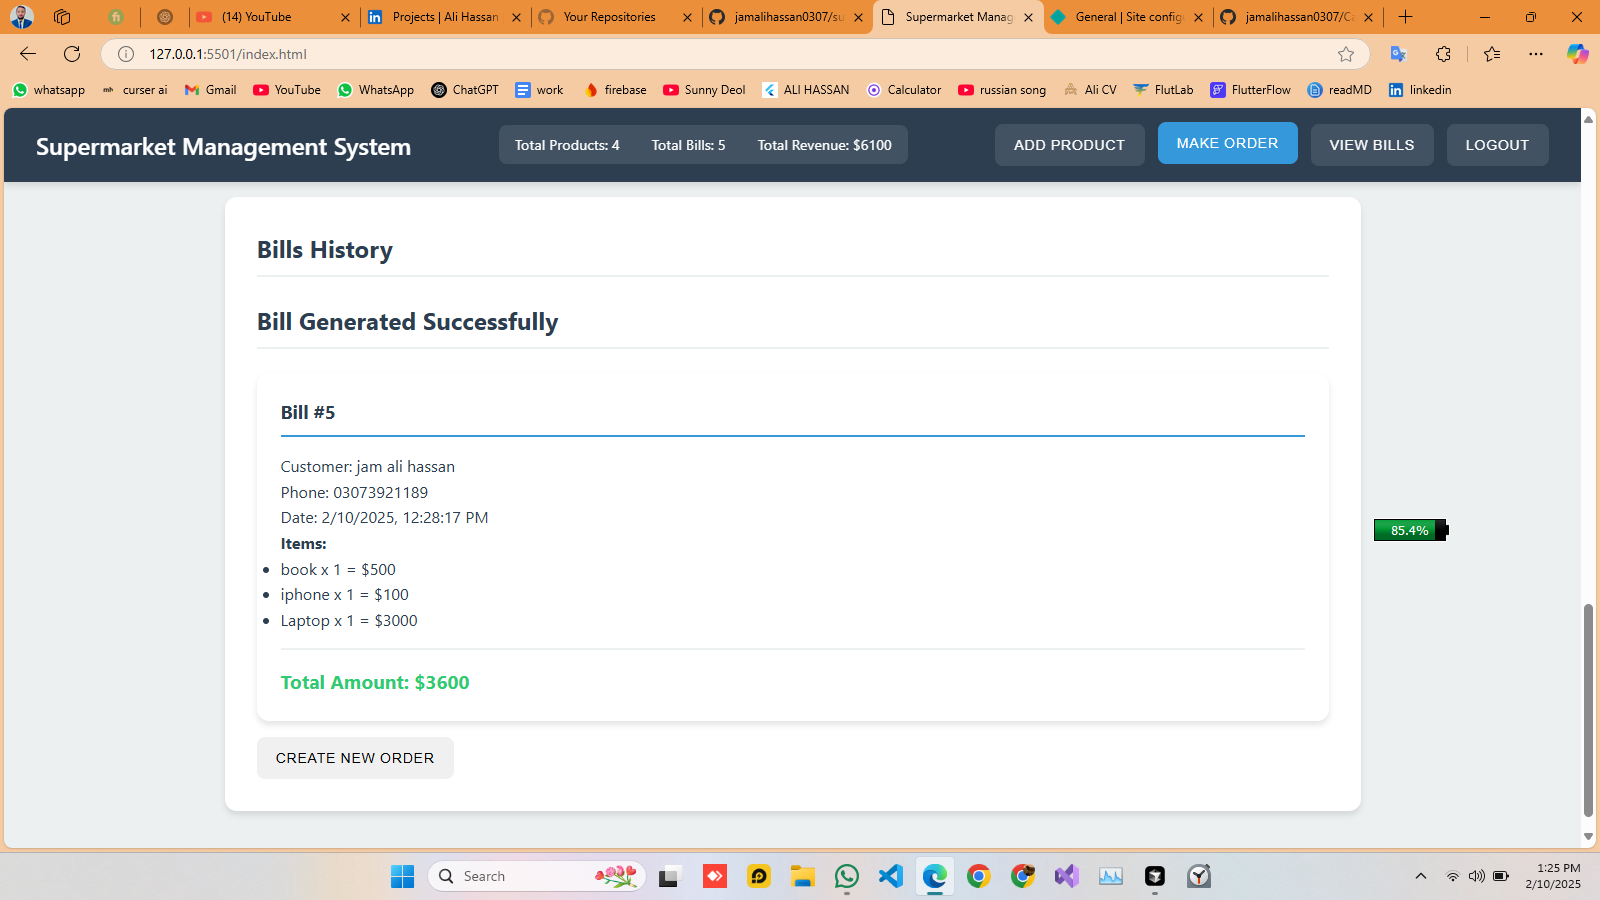 (14) YouTube
Projects | Ali Hassan
Your Repositories
jamalihassan0307/su
Supermarket Manag
General | Site config
jamalihassan0307/Ca
127.0.0.1:5501/index.html
whatsapp
curser ai
Gmail
YouTube
WhatsApp
ChatGPT
work
firebase
Sunny Deol
ALI HASSAN
Calculator
russian song
Ali CV
FlutLab
FlutterFlow
readMD
linkedin
Supermarket Management System
Total Products: 4
Total Bills: 5
Total Revenue: $6100
ADD PRODUCT
MAKE ORDER
VIEW BILLS
LOGOUT
Bills History
Bill Generated Successfully
Bill #5
Customer: jam ali hassan
Phone: 03073921189
Date: 2/10/2025, 12:28:17 PM
Items:
book x 1 = $500
iphone x 1 = $100
Laptop x 1 = $3000
Total Amount: $3600
CREATE NEW ORDER
85.4%
Search
1:25 PM
2/10/2025